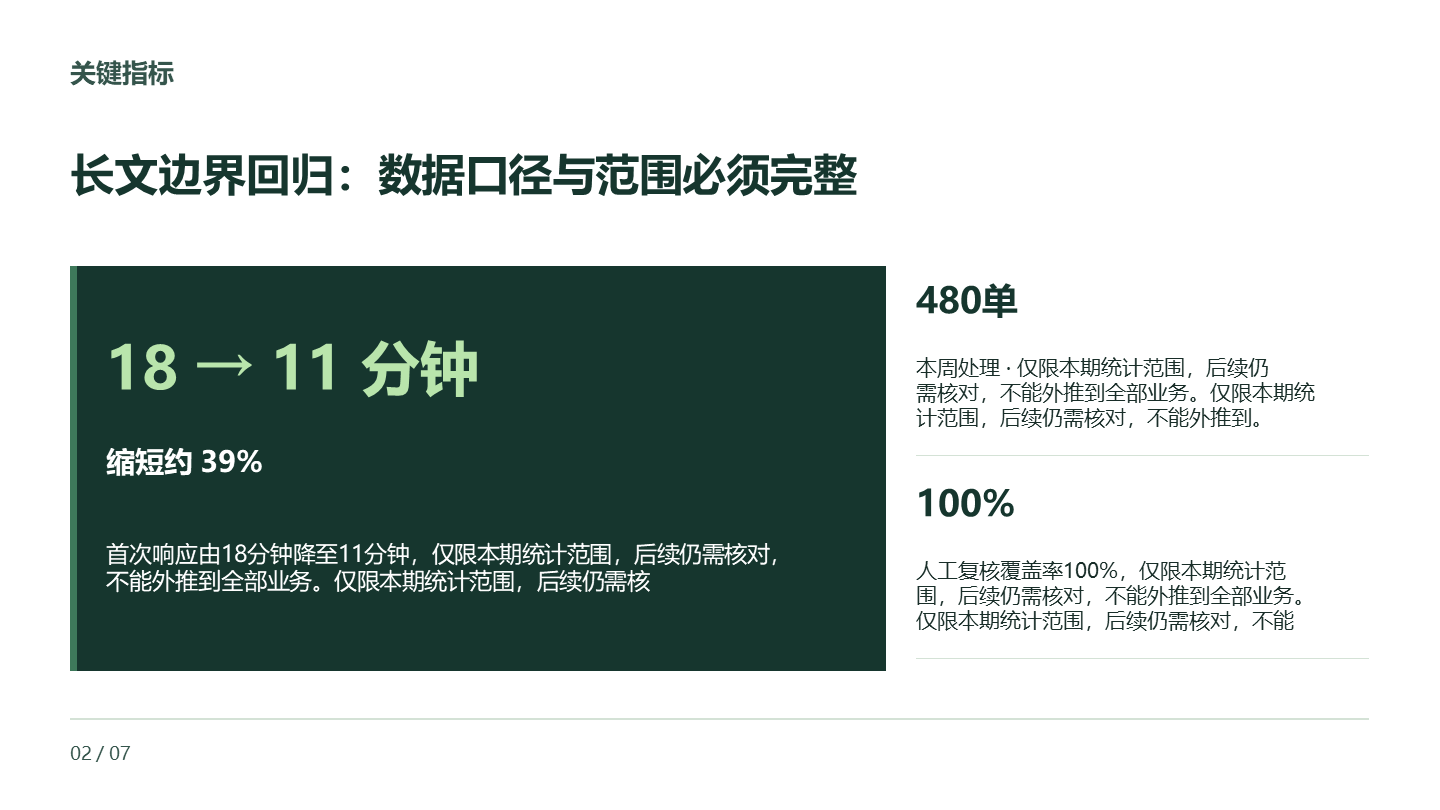 关键指标
长文边界回归：数据口径与范围必须完整
18 → 11 分钟
缩短约 39%
首次响应由18分钟降至11分钟，仅限本期统计范围，后续仍需核对，
不能外推到全部业务。仅限本期统计范围，后续仍需核
480单
本周处理 · 仅限本期统计范围，后续仍
需核对，不能外推到全部业务。仅限本期统
计范围，后续仍需核对，不能外推到。
100%
人工复核覆盖率100%，仅限本期统计范
围，后续仍需核对，不能外推到全部业务。
仅限本期统计范围，后续仍需核对，不能
02 / 07